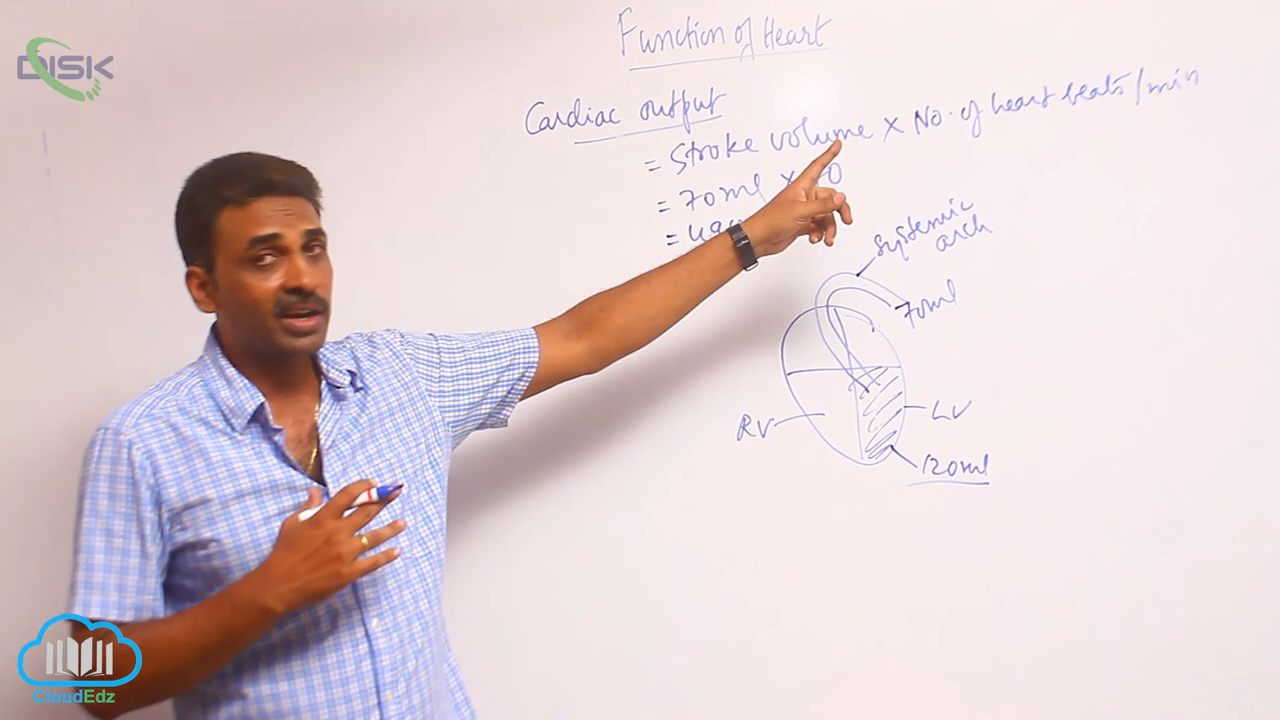 DISK
Function of Heart
Cardiac output
= Stroke volume × No. of heart beats/min
= 70ml ×
=
systemic
arch
70ml
RV
LV
120ml
CloudEdz